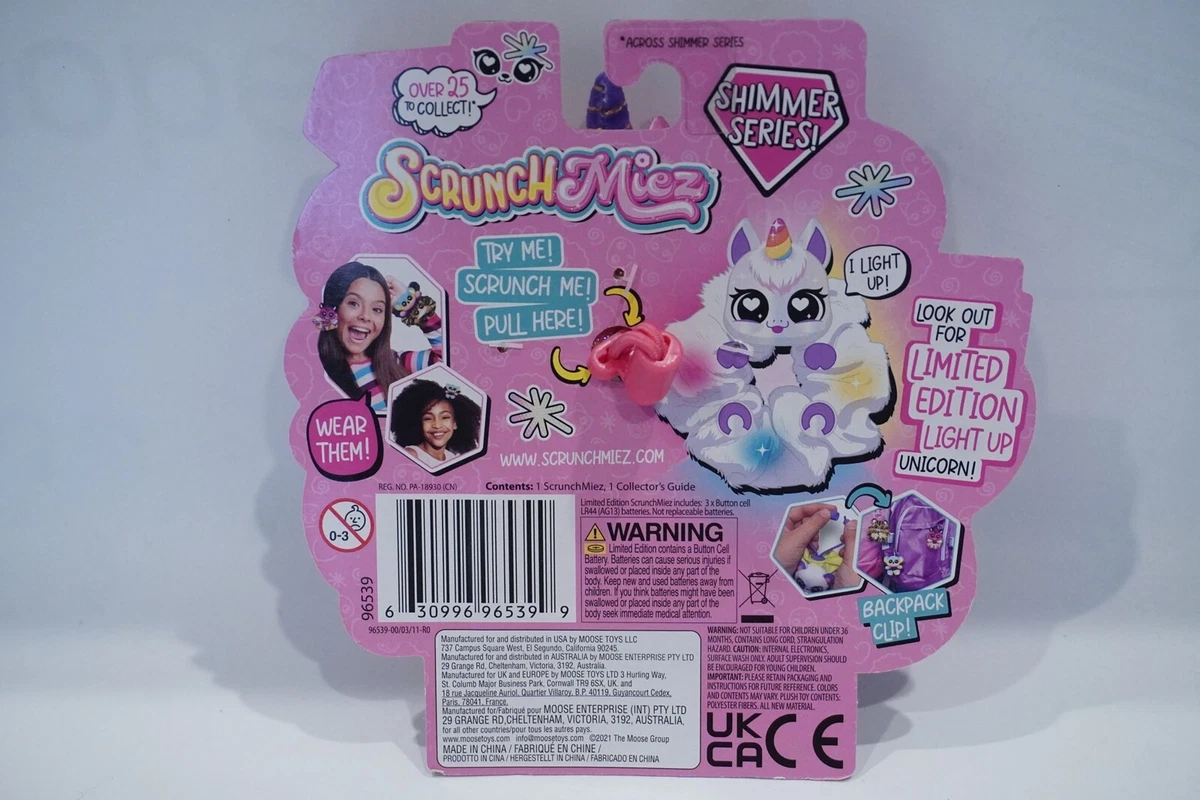 *ACROSS SHIMMER SERIES
OVER 25
TO COLLECT!*
SHIMMER
SERIES!
SCRUNCHMiez
TRY ME!
SCRUNCH ME!
PULL HERE!
I LIGHT
UP!
LOOK OUT
FOR
LIMITED
EDITION
LIGHT UP
UNICORN!
WEAR
THEM!
WWW.SCRUNCHMIEZ.COM
REG. NO. PA-18930 (CN)
Contents: 1 ScrunchMiez, 1 Collector's Guide
0-3
96539
6 30996 96539 9
96539-00/03/11-R0
Limited Edition ScrunchMiez includes: 3 x Button cell
LR44 (AG13) batteries. Not replaceable batteries.
WARNING
Limited Edition contains a Button Cell
Battery. Batteries can cause serious injuries if
swallowed or placed inside any part of the
body. Keep new and used batteries away from
children. If you think batteries might have been
swallowed or placed inside any part of the
body seek immediate medical attention.
BACKPACK
CLIP!
Manufactured for and distributed in USA by MOOSE TOYS LLC
737 Campus Square West, El Segundo, California 90245.
Manufactured for and distributed in AUSTRALIA by MOOSE ENTERPRISE PTY LTD
29 Grange Rd, Cheltenham, Victoria, 3192, Australia.
Manufactured for UK and EUROPE by MOOSE TOYS LTD 3 Hurling Way,
St. Columb Major Business Park, Cornwall TR9 6SX, UK. and
18 rue Jacqueline Auriol, Quartier Villaroy, B.P. 40119, Guyancourt Cedex,
Paris, 78041, France.
Manufactured for/Fabriqué pour MOOSE ENTERPRISE (INT) PTY LTD
29 GRANGE RD,CHELTENHAM, VICTORIA, 3192, AUSTRALIA,
for all other countries/pour tous les autres pays.
www.moosetoys.com info@moosetoys.com ©2021 The Moose Group
MADE IN CHINA / FABRIQUÉ EN CHINE /
PRODOTTO IN CINA / HERGESTELLT IN CHINA / FABRICADO EN CHINA
WARNING: NOT SUITABLE FOR CHILDREN UNDER 36
MONTHS, CONTAINS LONG CORD, STRANGULATION
HAZARD. CAUTION: INTERNAL ELECTRONICS,
SURFACE WASH ONLY. ADULT SUPERVISION SHOULD
BE ENCOURAGED FOR YOUNG CHILDREN.
IMPORTANT: PLEASE RETAIN PACKAGING AND
INSTRUCTIONS FOR FUTURE REFERENCE. COLORS
AND CONTENTS MAY VARY. PLUSH TOY CONTENTS:
POLYESTER FIBERS. ALL NEW MATERIAL.
UK
CA CE